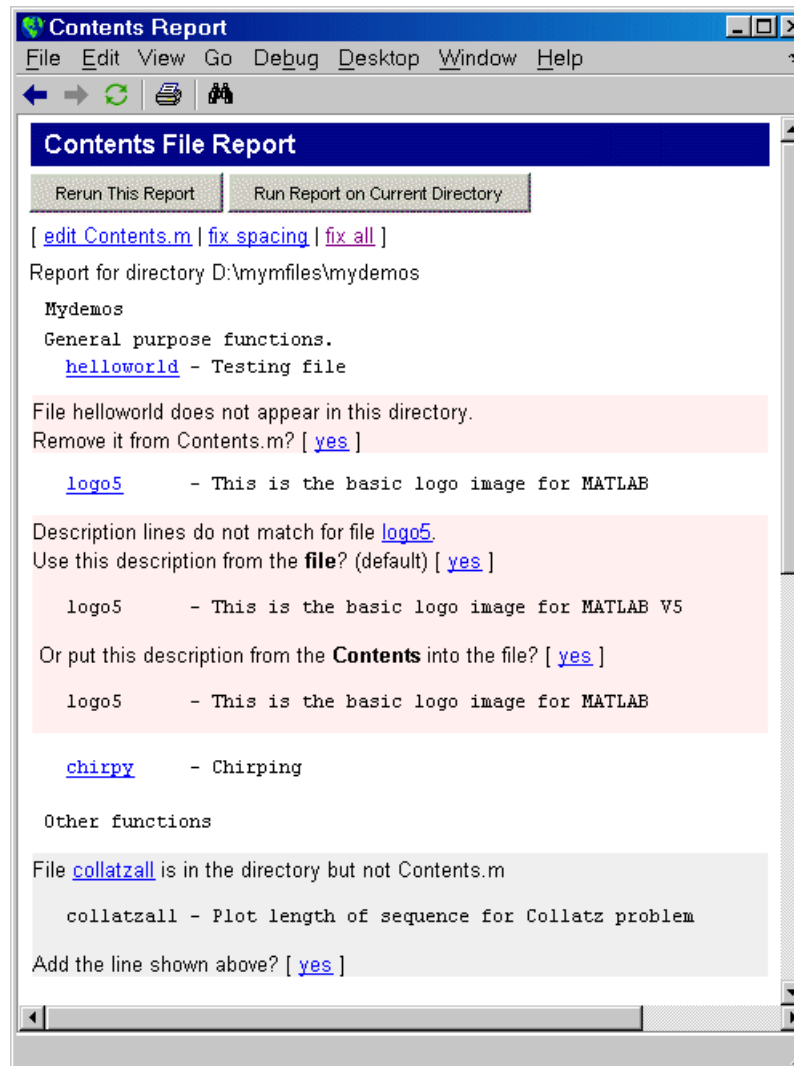 Contents Report
File Edit View Go Debug Desktop Window Help
Contents File Report
Rerun This Report Run Report on Current Directory
[ edit Contents.m | fix spacing | fix all ]
Report for directory D:\mymfiles\mydemos
Mydemos
General purpose functions.
helloworld - Testing file
File helloworld does not appear in this directory.
Remove it from Contents.m? [ yes ]
logo5 - This is the basic logo image for MATLAB
Description lines do not match for file logo5.
Use this description from the file? (default) [ yes ]
logo5 - This is the basic logo image for MATLAB V5
Or put this description from the Contents into the file? [ yes ]
logo5 - This is the basic logo image for MATLAB
chirpy - Chirping
Other functions
File collatzall is in the directory but not Contents.m
collatzall - Plot length of sequence for Collatz problem
Add the line shown above? [ yes ]